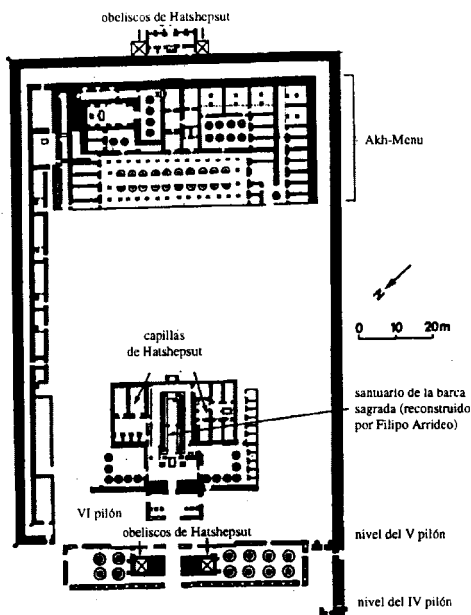 obeliscos de Hatshepsut
Akh-Menu
N
0 10 20m
capillas
de Hatshepsut
santuario de la barca
sagrada (reconstruido
por Filipo Arrideo)
VI pilón
obeliscos de Hatshepsut
nivel del V pilón
nivel del IV pilón